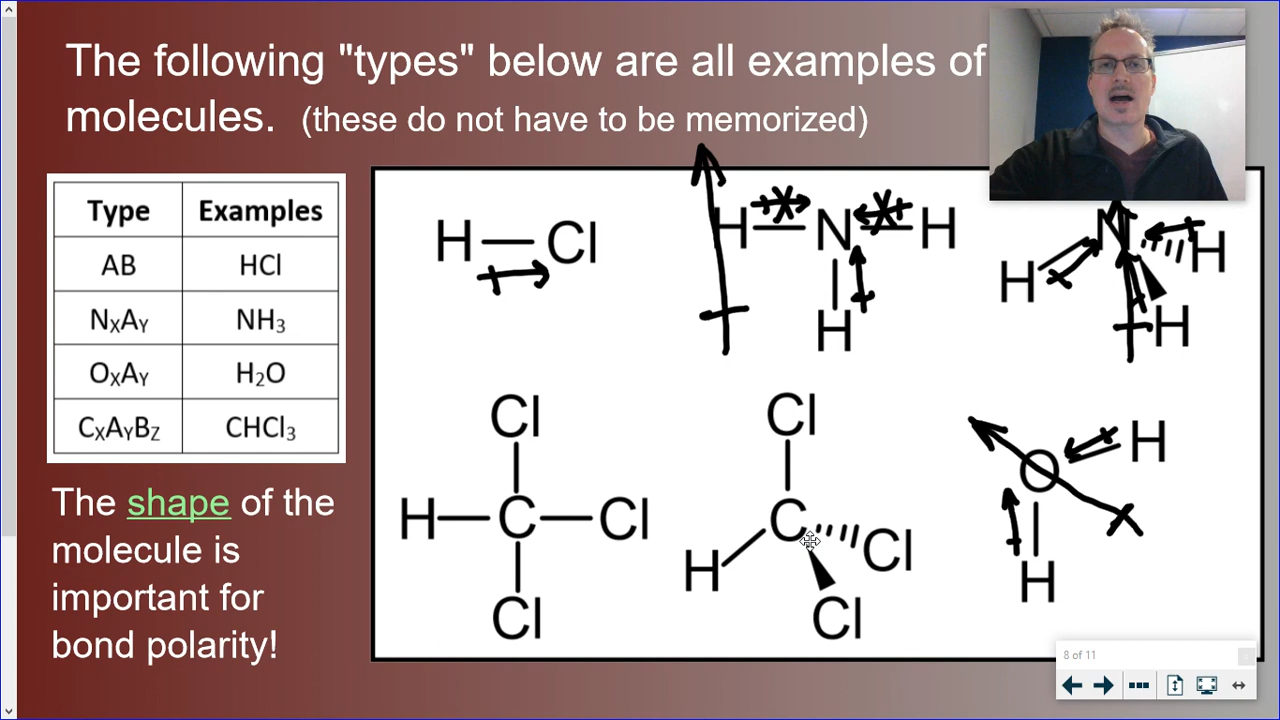 The following "types" below are all examples of
molecules. (these do not have to be memorized)
Type Examples
AB HCl
NXAY NH3
OXAY H2O
CXAYBZ CHCl3
The shape of the
molecule is
important for
bond polarity!
H Cl
H N H
H
N
H H
H
Cl
H C Cl
Cl
Cl
C
H Cl
Cl
O H
H
8 of 11